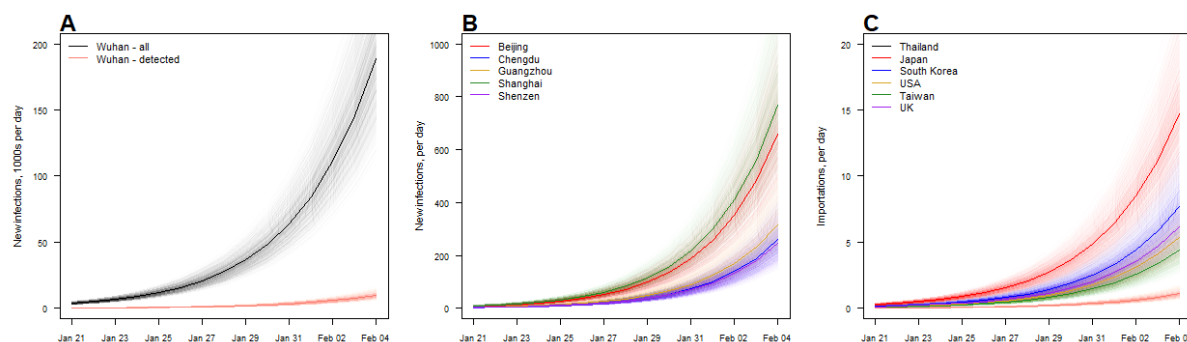 A
New infections, 1000s per day
200
150
100
50
0
Wuhan - all
Wuhan - detected
Jan 21 Jan 23 Jan 25 Jan 27 Jan 29 Jan 31 Feb 02 Feb 04
B
New infections, per day
1000
800
600
400
200
0
Beijing
Chengdu
Guangzhou
Shanghai
Shenzen
Jan 21 Jan 23 Jan 25 Jan 27 Jan 29 Jan 31 Feb 02 Feb 04
C
Importations, per day
20
15
10
5
0
Thailand
Japan
South Korea
USA
Taiwan
UK
Jan 21 Jan 23 Jan 25 Jan 27 Jan 29 Jan 31 Feb 02 Feb 0